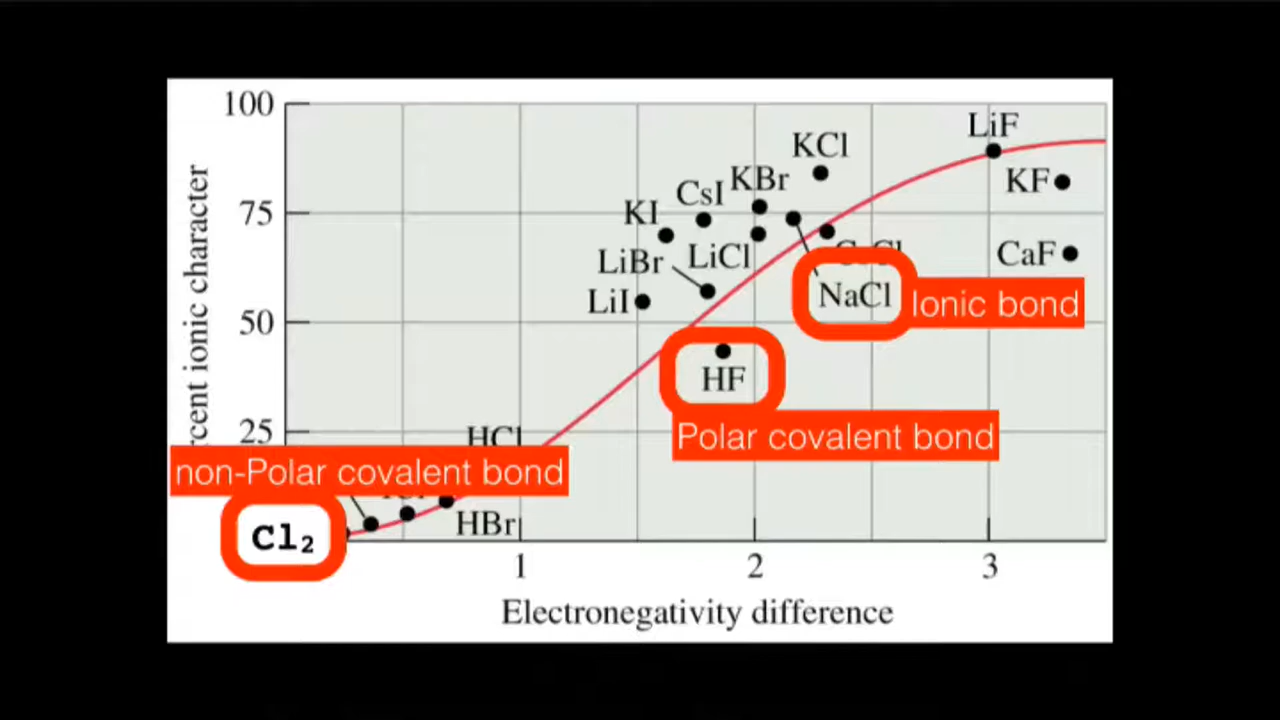 100
LiF
KCl
KBr
KF
CsI
75
KI
CaF
LiBr
LiCl
NaCl
Ionic bond
LiI
50
HF
Polar covalent bond
25
HCl
non-Polar covalent bond
HBr
Cl₂
1
2
3
Electronegativity difference
ionic character